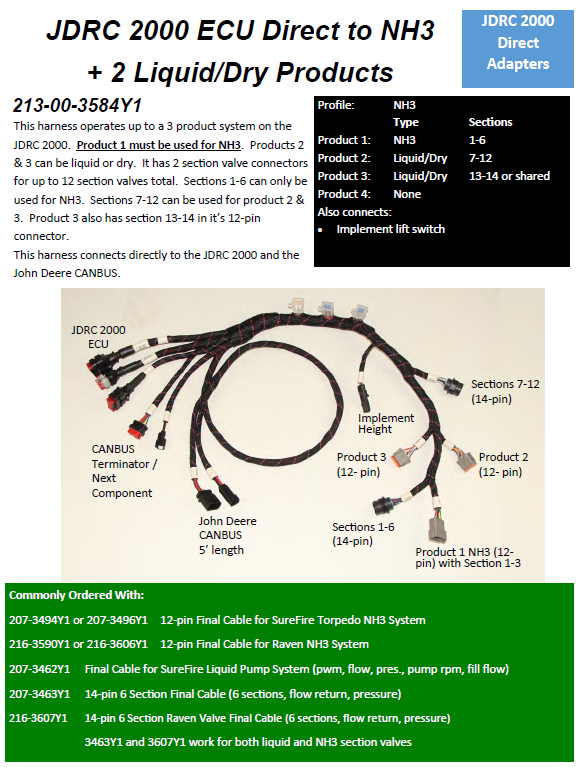 JDRC 2000 ECU Direct to NH3
+ 2 Liquid/Dry Products
JDRC 2000
Direct
Adapters
213-00-3584Y1
This harness operates up to a 3 product system on the
JDRC 2000.  Product 1 must be used for NH3.  Products 2
& 3 can be liquid or dry.  It has 2 section valve connectors
for up to 12 section valves total.  Sections 1-6 can only be
used for NH3.  Sections 7-12 can be used for product 2 &
3.  Product 3 also has section 13-14 in it's 12-pin
connector.
This harness connects directly to the JDRC 2000 and the
John Deere CANBUS.
Profile: NH3
Type Sections
Product 1: NH3 1-6
Product 2: Liquid/Dry 7-12
Product 3: Liquid/Dry 13-14 or shared
Product 4: None
Also connects:
• Implement lift switch
JDRC 2000
ECU
CANBUS
Terminator /
Next
Component
John Deere
CANBUS
5' length
Implement
Height
Sections 7-12
(14-pin)
Product 3
(12- pin)
Product 2
(12- pin)
Sections 1-6
(14-pin)
Product 1 NH3 (12-
pin) with Section 1-3
Commonly Ordered With:
207-3494Y1 or 207-3496Y1 12-pin Final Cable for SureFire Torpedo NH3 System
216-3590Y1 or 216-3606Y1 12-pin Final Cable for Raven NH3 System
207-3462Y1 Final Cable for SureFire Liquid Pump System (pwm, flow, pres., pump rpm, fill flow)
207-3463Y1 14-pin 6 Section Final Cable (6 sections, flow return, pressure)
216-3607Y1 14-pin 6 Section Raven Valve Final Cable (6 sections, flow return, pressure)
3463Y1 and 3607Y1 work for both liquid and NH3 section valves